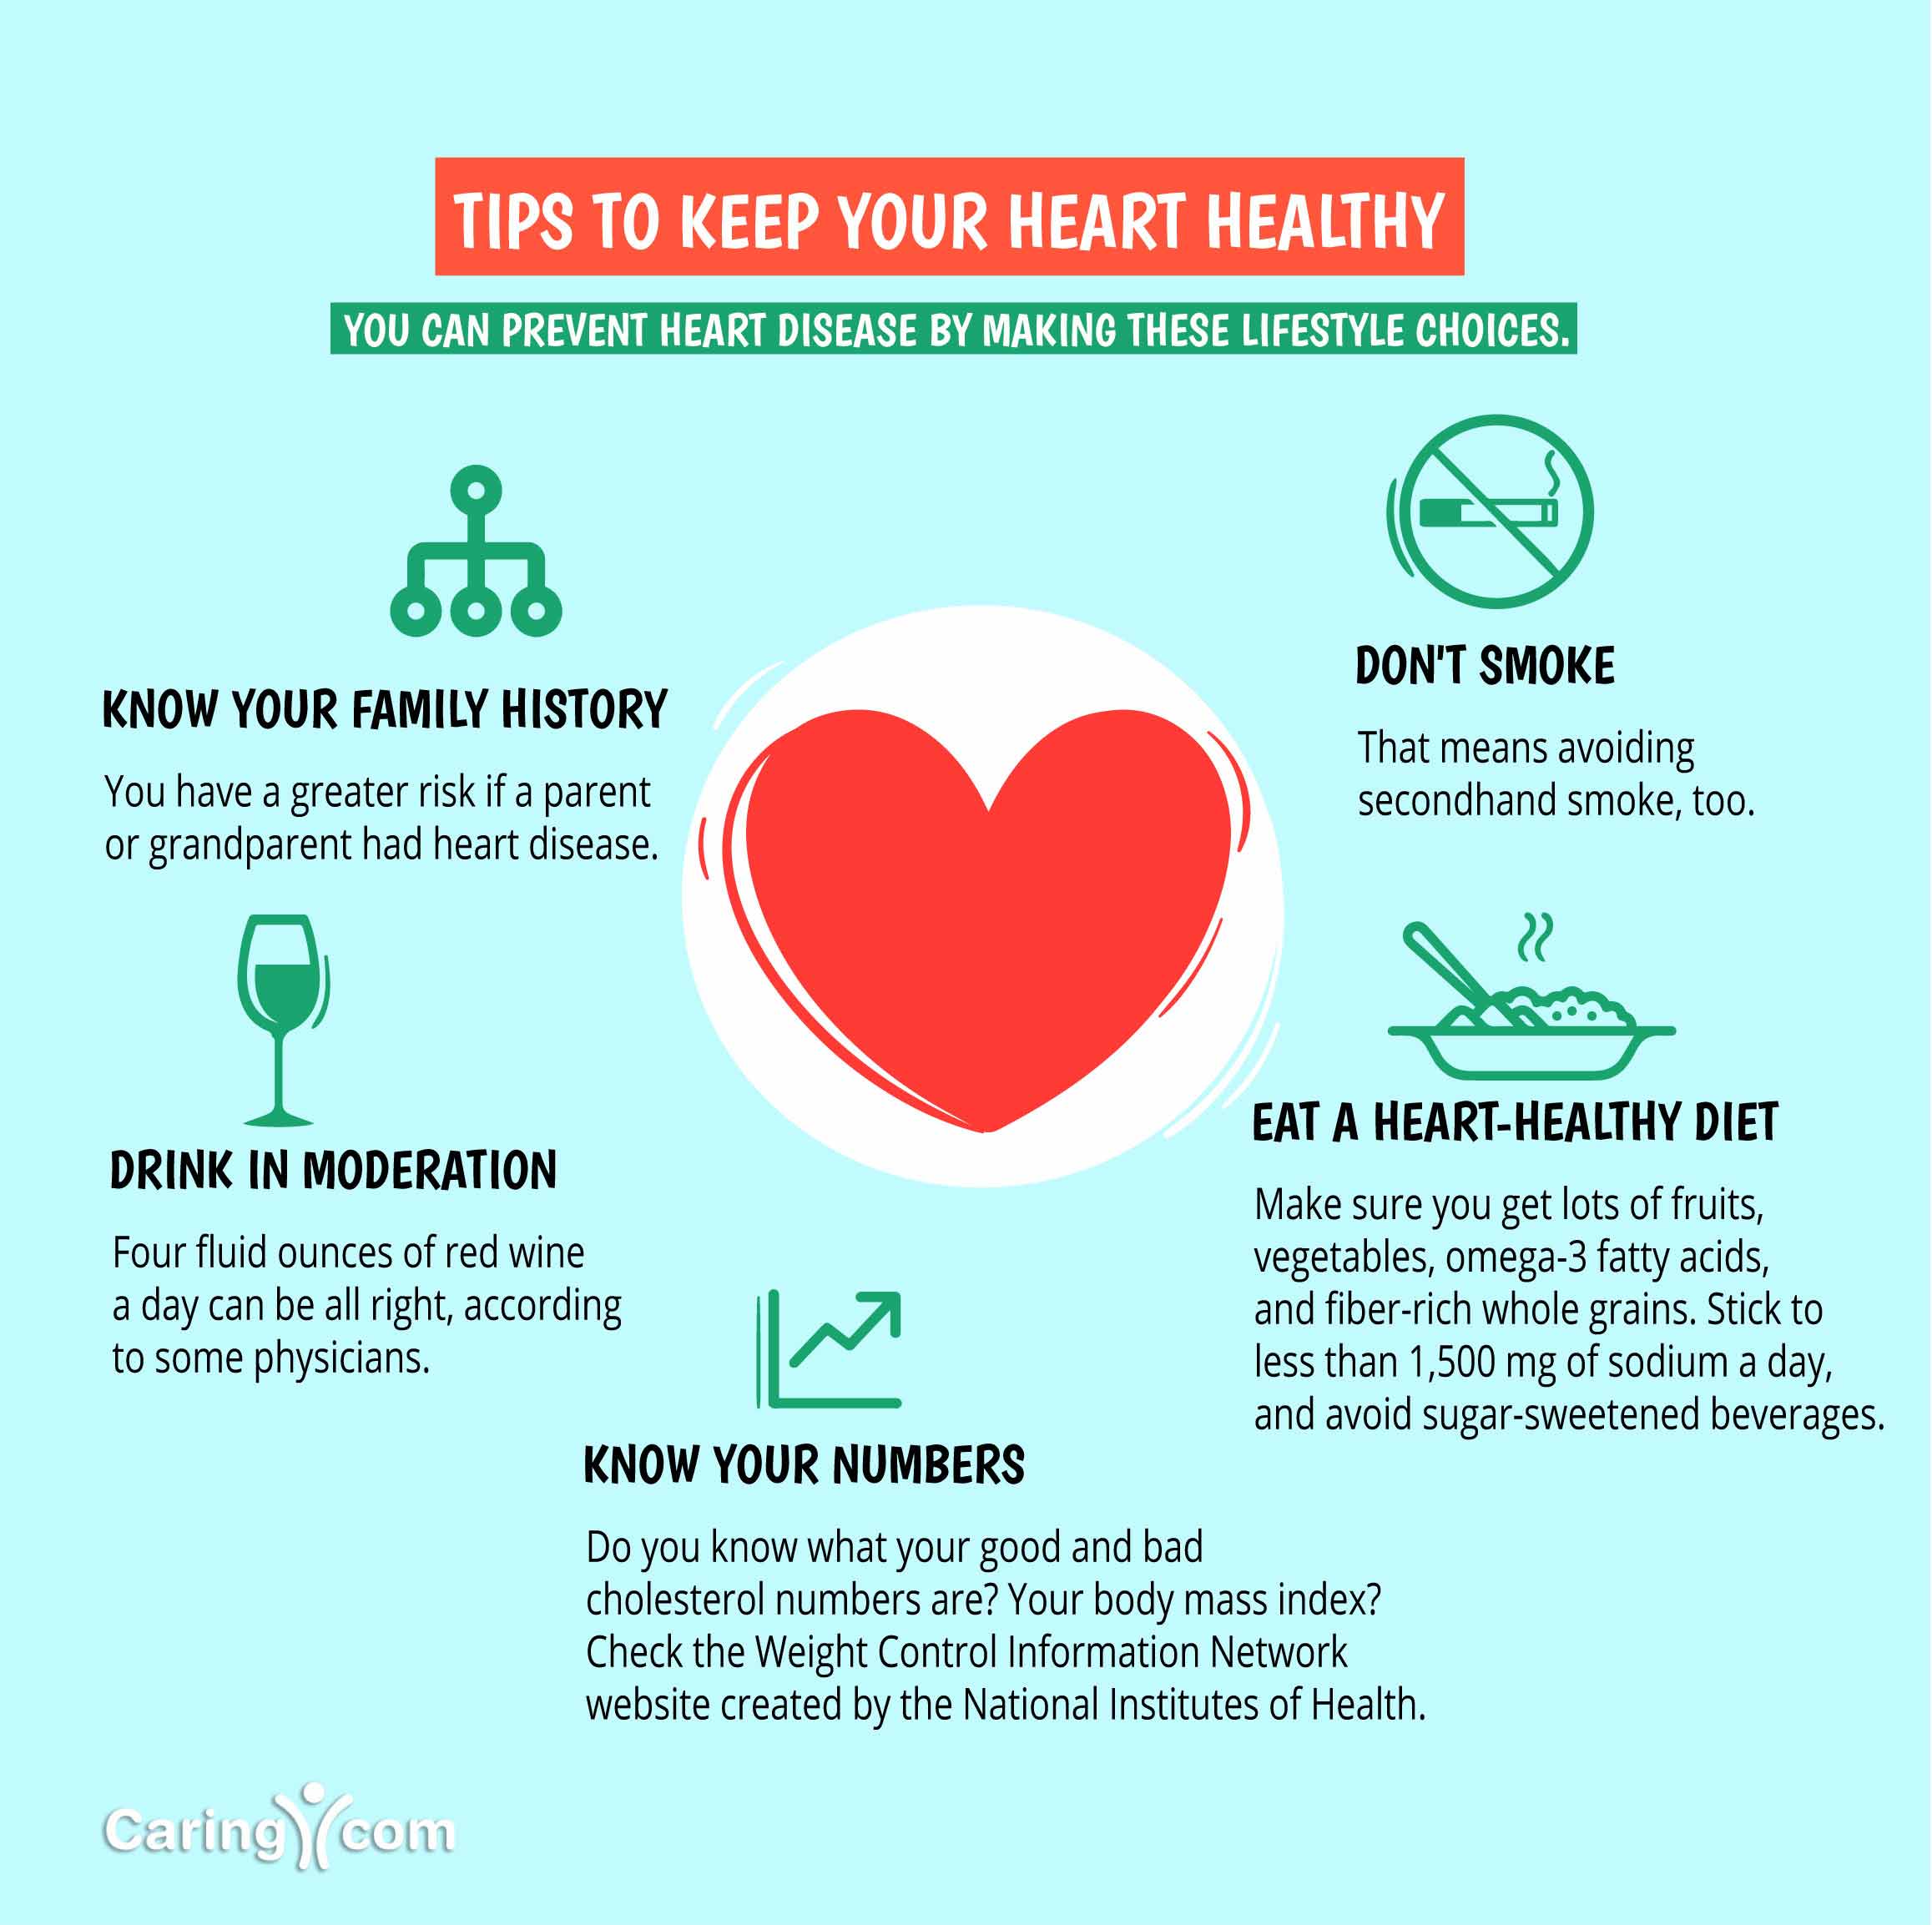 TIPS TO KEEP YOUR HEART HEALTHY
YOU CAN PREVENT HEART DISEASE BY MAKING THESE LIFESTYLE CHOICES.
KNOW YOUR FAMILY HISTORY
You have a greater risk if a parent
or grandparent had heart disease.
DON'T SMOKE
That means avoiding
secondhand smoke, too.
DRINK IN MODERATION
Four fluid ounces of red wine
a day can be all right, according
to some physicians.
EAT A HEART-HEALTHY DIET
Make sure you get lots of fruits,
vegetables, omega-3 fatty acids,
and fiber-rich whole grains. Stick to
less than 1,500 mg of sodium a day,
and avoid sugar-sweetened beverages.
KNOW YOUR NUMBERS
Do you know what your good and bad
cholesterol numbers are? Your body mass index?
Check the Weight Control Information Network
website created by the National Institutes of Health.
Caring com